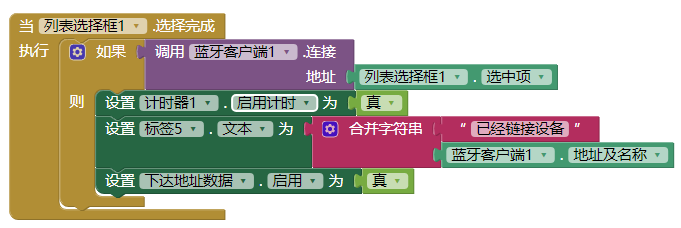 当 列表选择框1 .选择完成
执行 如果 调用 蓝牙客户端1 .连接
地址 列表选择框1 . 选中项
则 设置 计时器1 . 启用计时 为 真
设置 标签5 . 文本 为 合并字符串 “ 已经链接设备 ”
蓝牙客户端1 . 地址及名称
设置 下达地址数据 . 启用 为 真